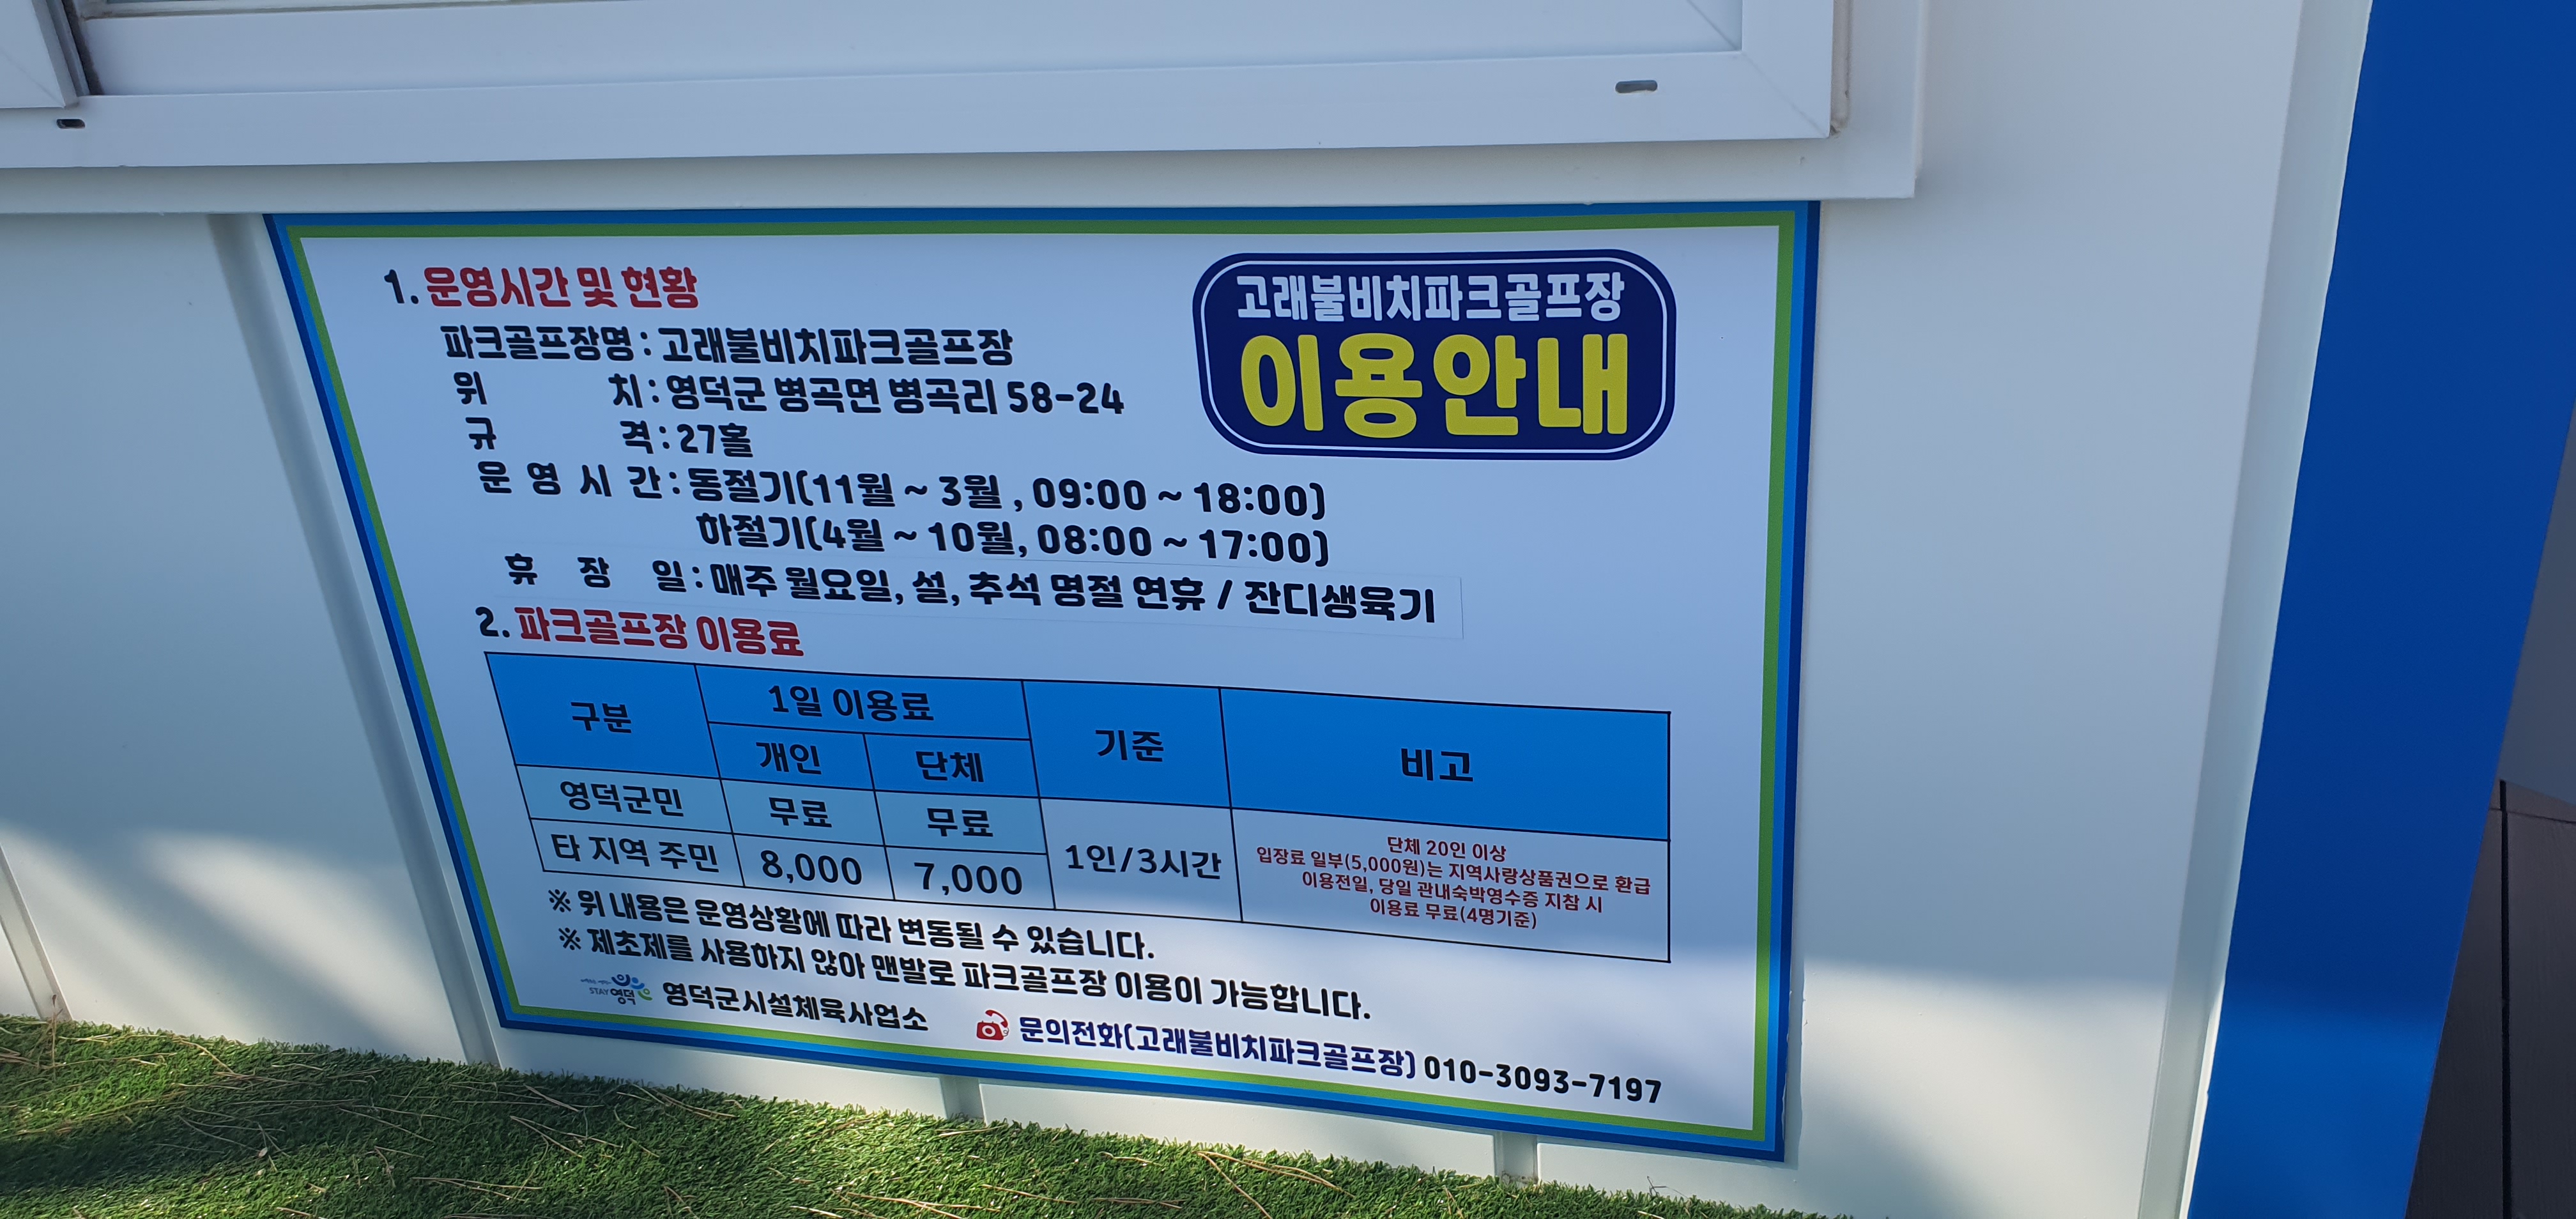 고래불비치파크골프장
이용안내
1. 운영시간 및 현황
파크골프장명 : 고래불비치파크골프장
위 치 : 영덕군 병곡면 병곡리 58-24
규 격 : 27홀
운 영 시 간 : 동절기(11월 ~ 3월 , 09:00 ~ 18:00)
하절기(4월 ~ 10월, 08:00 ~ 17:00)
휴 장 일 : 매주 월요일, 설, 추석 명절 연휴 / 잔디생육기
2. 파크골프장 이용료
구분 1일 이용료 기준 비고
개인 단체
영덕군민 무료 무료
타 지역 주민 8,000 7,000 1인/3시간
단체 20인 이상
입장료 일부(5,000원)는 지역사랑상품권으로 환급
이용전일, 당일 관내숙박영수증 지참 시
이용료 무료(4명기준)
※ 위 내용은 운영상황에 따라 변동될 수 있습니다.
※ 제초제를 사용하지 않아 맨발로 파크골프장 이용이 가능합니다.
STAY영덕 영덕군시설체육사업소
문의전화(고래불비치파크골프장) 010-3093-7197